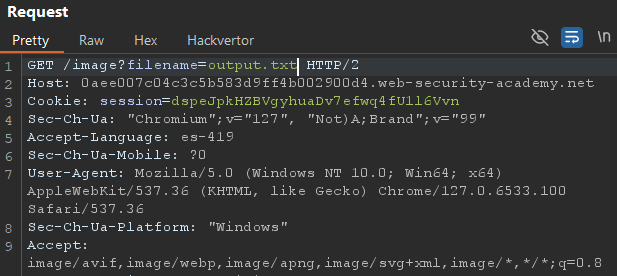 Request
Pretty Raw Hex Hackvertor \n
1 GET /image?filename=output.txt HTTP/2
2 Host: 0aee007c04c3c5b583d9ff4b002900d4.web-security-academy.net
3 Cookie: session=dspeJpkHZBVgyhuaDv7efwq4fUll6Vvn
4 Sec-Ch-Ua: "Chromium";v="127", "Not)A;Brand";v="99"
5 Accept-Language: es-419
6 Sec-Ch-Ua-Mobile: ?0
7 User-Agent: Mozilla/5.0 (Windows NT 10.0; Win64; x64)
AppleWebKit/537.36 (KHTML, like Gecko) Chrome/127.0.6533.100
Safari/537.36
8 Sec-Ch-Ua-Platform: "Windows"
9 Accept:
image/avif,image/webp,image/apng,image/svg+xml,image/*,*/*;q=0.8